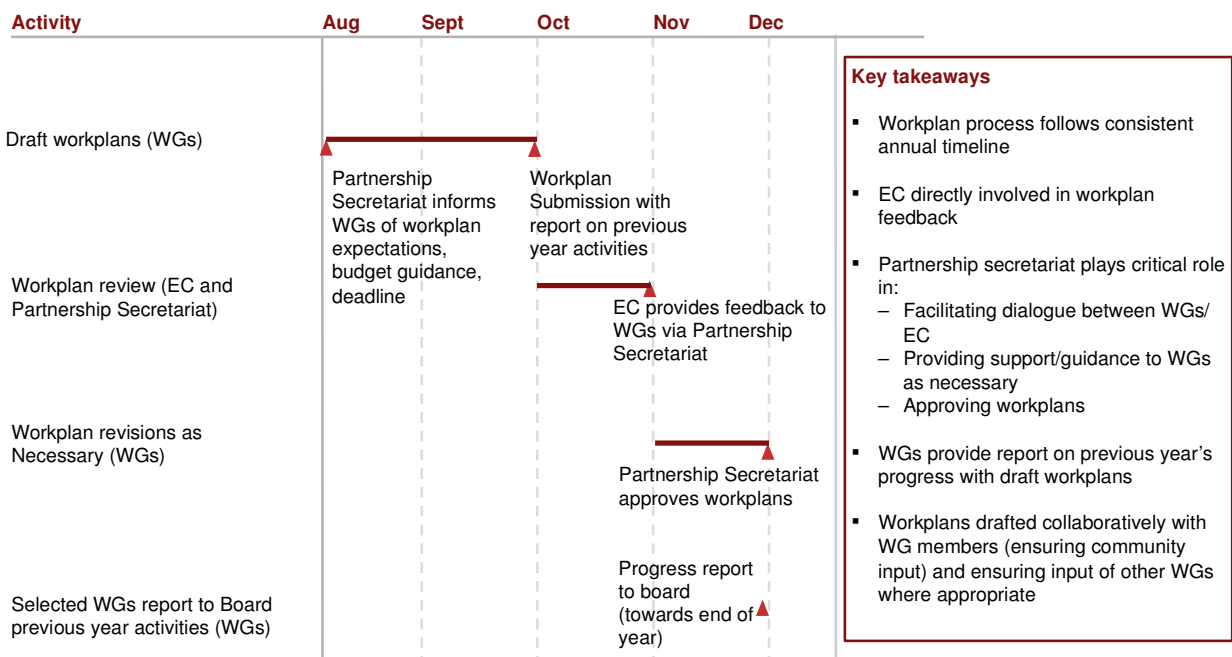 Activity
Aug Sept Oct Nov Dec
Draft workplans (WGs)
Partnership
Secretariat informs
WGs of workplan
expectations,
budget guidance,
deadline
Workplan
Submission with
report on previous
year activities
Workplan review (EC and
Partnership Secretariat)
EC provides feedback to
WGs via Partnership
Secretariat
Workplan revisions as
Necessary (WGs)
Partnership Secretariat
approves workplans
Selected WGs report to Board
previous year activities (WGs)
Progress report
to board
(towards end of
year)
Key takeaways
▪ Workplan process follows consistent
annual timeline
▪ EC directly involved in workplan
feedback
▪ Partnership secretariat plays critical role
in:
– Facilitating dialogue between WGs/
EC
– Providing support/guidance to WGs
as necessary
– Approving workplans
▪ WGs provide report on previous year's
progress with draft workplans
▪ Workplans drafted collaboratively with
WG members (ensuring community
input) and ensuring input of other WGs
where appropriate